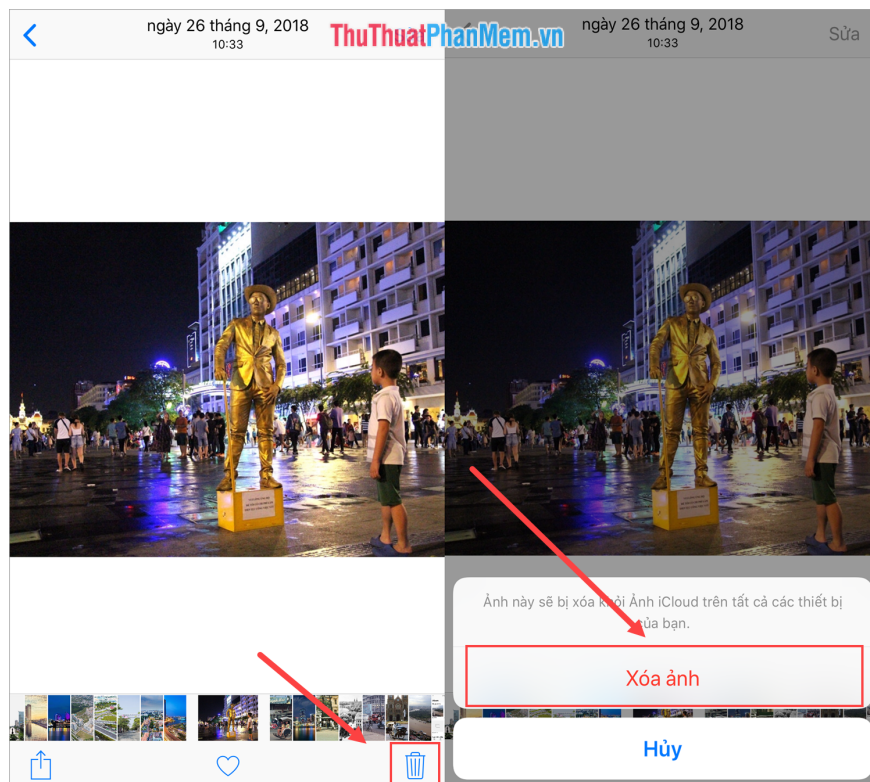 ngày 26 tháng 9, 2018
10:33
ThuThuatPhanMem.vn
ngày 26 tháng 9, 2018
10:33
Sửa
Ảnh này sẽ bị xóa khỏi Ảnh iCloud trên tất cả các thiết bị
của bạn.
Xóa ảnh
Hủy